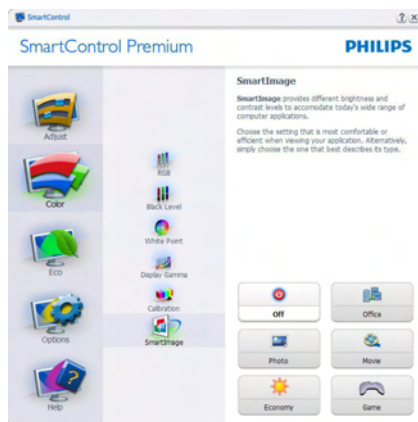 SmartControl
SmartControl Premium
PHILIPS
Adjust
Color
Eco
Options
Help
RGB
Black Level
White Point
Display Gamma
Calibration
SmartImage
SmartImage
SmartImage provides different brightness and
contrast levels to accomodate today's wide range of
computer applications.
Choose the setting that is most comfortable or
efficient when viewing your application. Alternatively,
simply choose the one that best describes its type.
Off
Office
Photo
Movie
Economy
Game